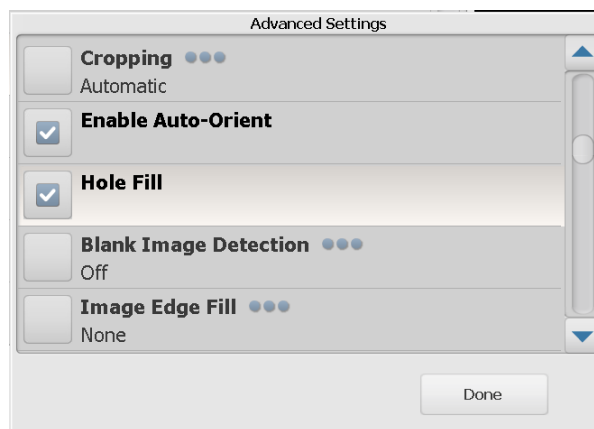 Advanced Settings
Cropping
Automatic
Enable Auto-Orient
Hole Fill
Blank Image Detection
Off
Image Edge Fill
None
Done